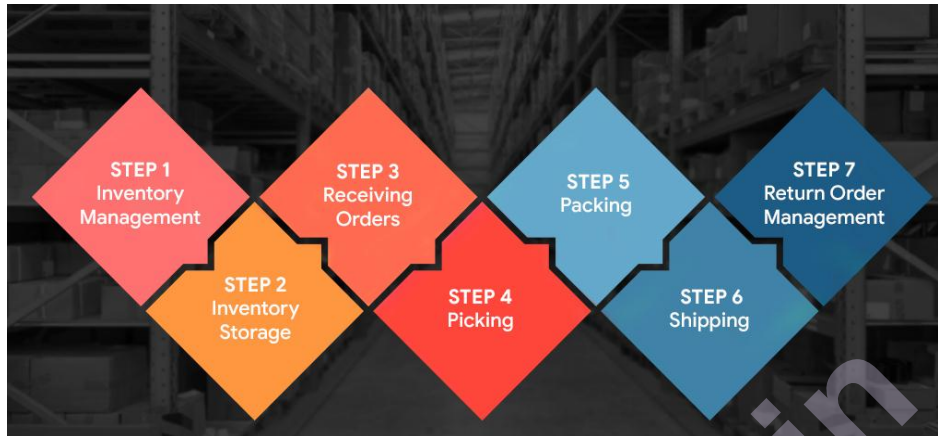 STEP 1
Inventory
Management
STEP 2
Inventory
Storage
STEP 3
Receiving
Orders
STEP 4
Picking
STEP 5
Packing
STEP 6
Shipping
STEP 7
Return Order
Management
in